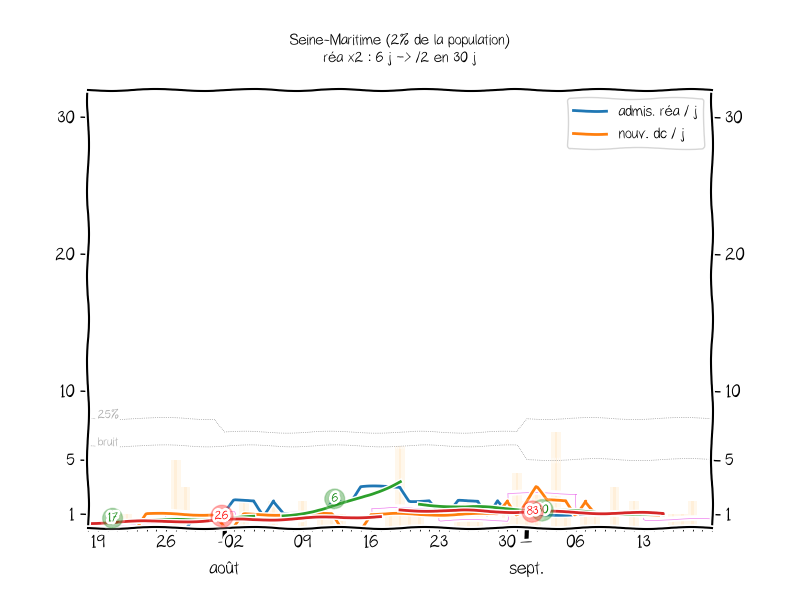 Seine-Maritime (2% de la population)
réa x2 : 6 j -> /2 en 30 j
admis. réa / j
nouv. dc / j
30 30
20 20
10 10
25%
bruit
5 5
6
17 26 83
1 1
19 26 02 09 16 23 30 06 13
août sept.